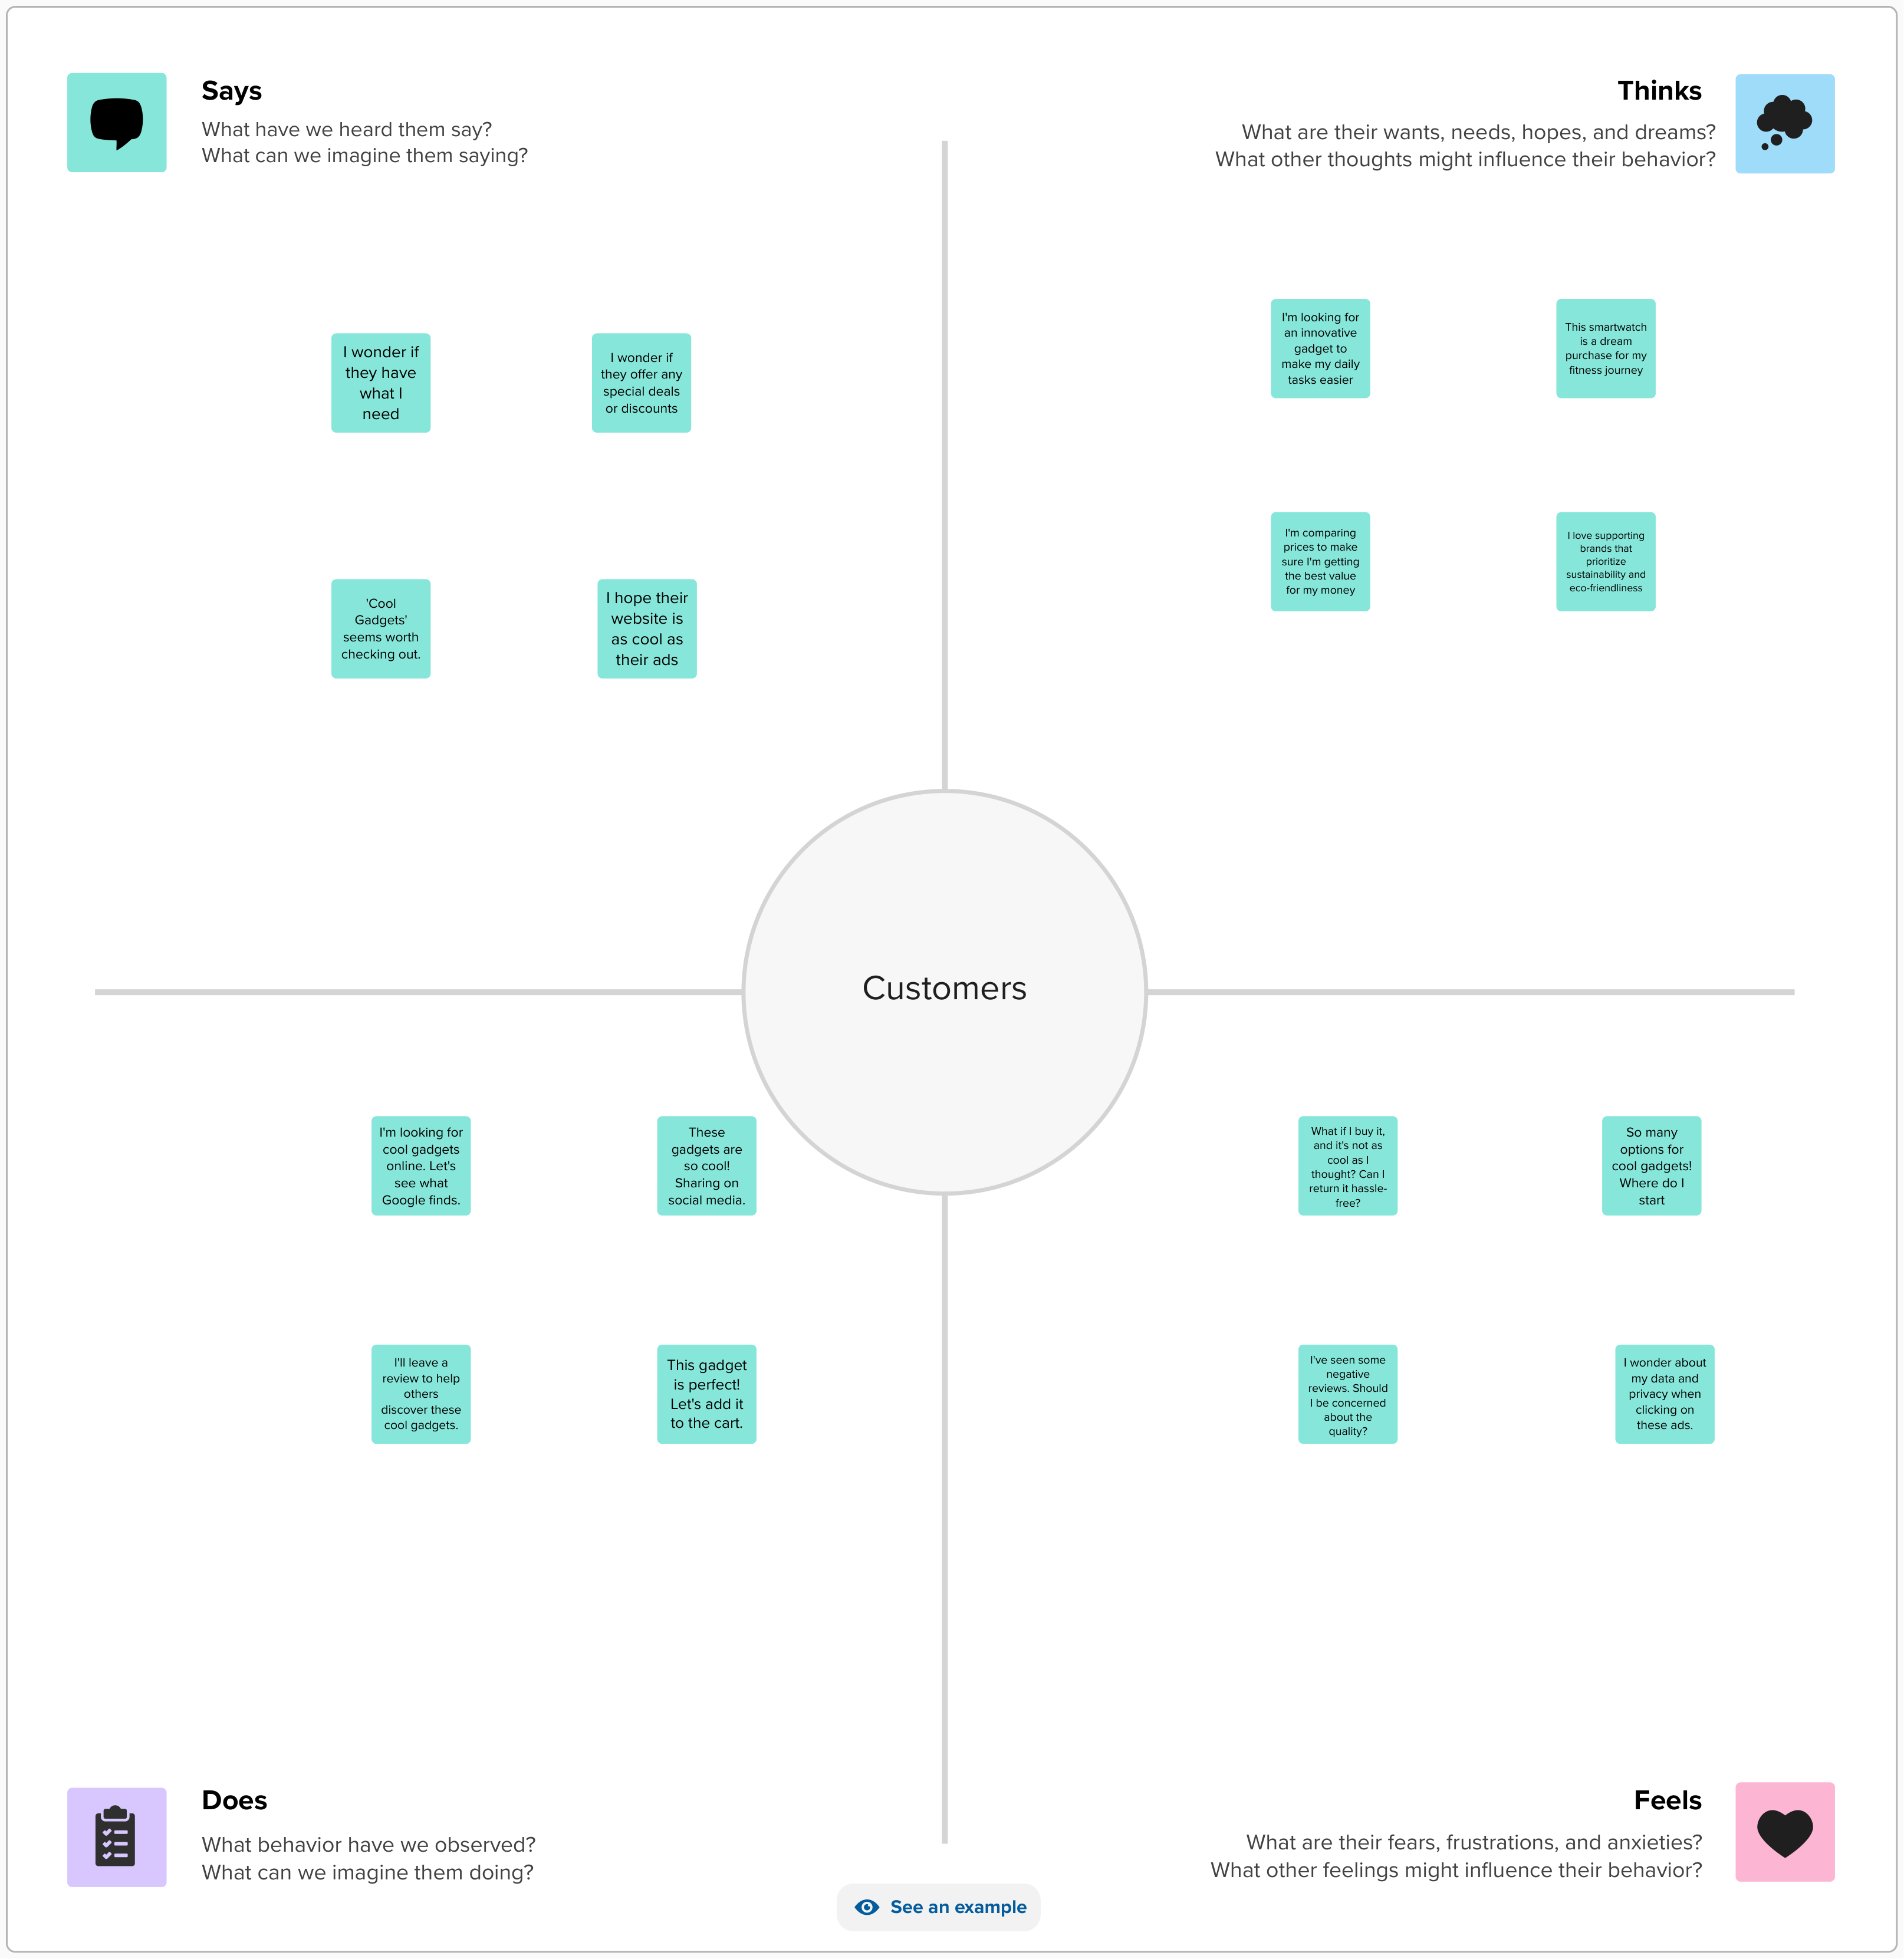 Says
What have we heard them say?
What can we imagine them saying?
Thinks
What are their wants, needs, hopes, and dreams?
What other thoughts might influence their behavior?
I wonder if
they have
what I
need
I wonder if
they offer any
special deals
or discounts
'Cool
Gadgets'
seems worth
checking out.
I hope their
website is
as cool as
their ads
I'm looking for
an innovative
gadget to
make my daily
tasks easier
This smartwatch
is a dream
purchase for my
fitness journey
I'm comparing
prices to make
sure I'm getting
the best value
for my money
I love supporting
brands that
prioritize
sustainability and
eco-friendliness
Customers
I'm looking for
cool gadgets
online. Let's
see what
Google finds.
These
gadgets are
so cool!
Sharing on
social media.
I'll leave a
review to help
others
discover these
cool gadgets.
This gadget
is perfect!
Let's add it
to the cart.
What if I buy it,
and it's not as
cool as I
thought? Can I
return it hassle-
free?
So many
options for
cool gadgets!
Where do I
start
I've seen some
negative
reviews. Should
I be concerned
about the
quality?
I wonder about
my data and
privacy when
clicking on
these ads.
Does
What behavior have we observed?
What can we imagine them doing?
Feels
What are their fears, frustrations, and anxieties?
What other feelings might influence their behavior?
See an example